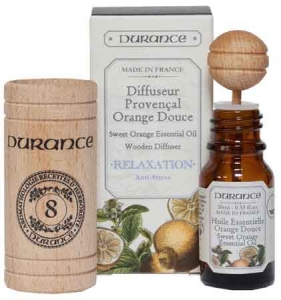 DURANCE
MADE IN FRANCE
Diffuseur
Provençal
Orange Douce
Sweet Orange Essential Oil
Wooden Diffuser
·RELAXATION·
Anti-Stress
DURANCE
8
DURANCE
DURANCE
MADE IN FRANCE
Huile Essentielle
Orange Douce
Sweet Orange
Essential Oil